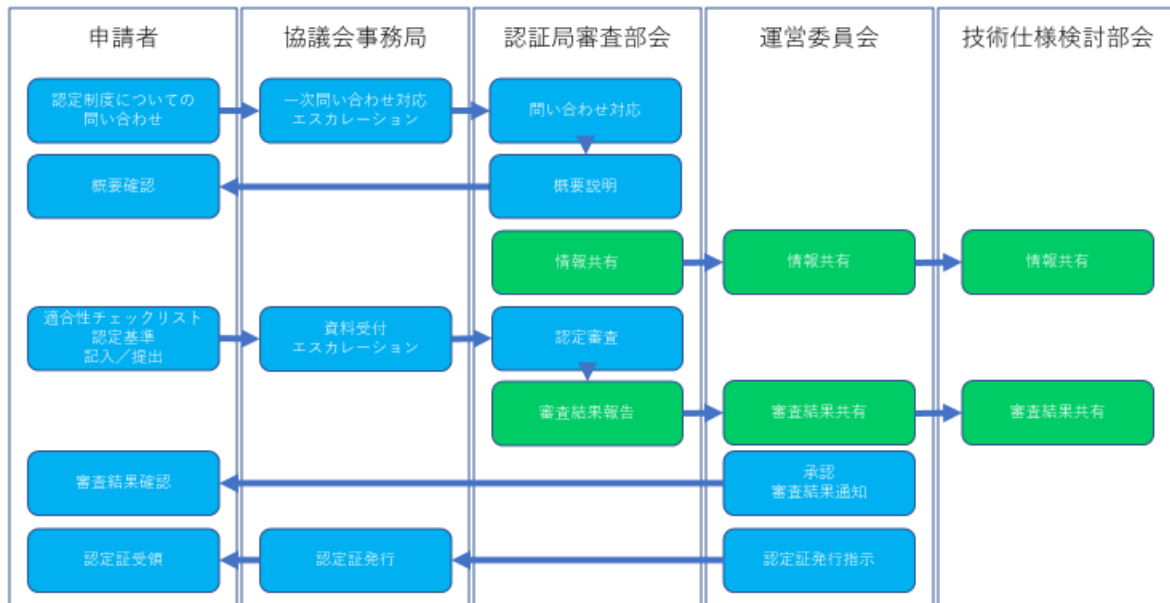 申請者
協議会事務局
認証局審査部会
運営委員会
技術仕様検討部会
認定制度についての
問い合わせ
一次問い合わせ対応
エスカレーション
問い合わせ対応
概要確認
概要説明
情報共有
情報共有
情報共有
適合性チェックリスト
認定基準
記入／提出
資料受付
エスカレーション
認定審査
審査結果報告
審査結果共有
審査結果共有
審査結果確認
承認
審査結果通知
認定証受領
認定証発行
認定証発行指示